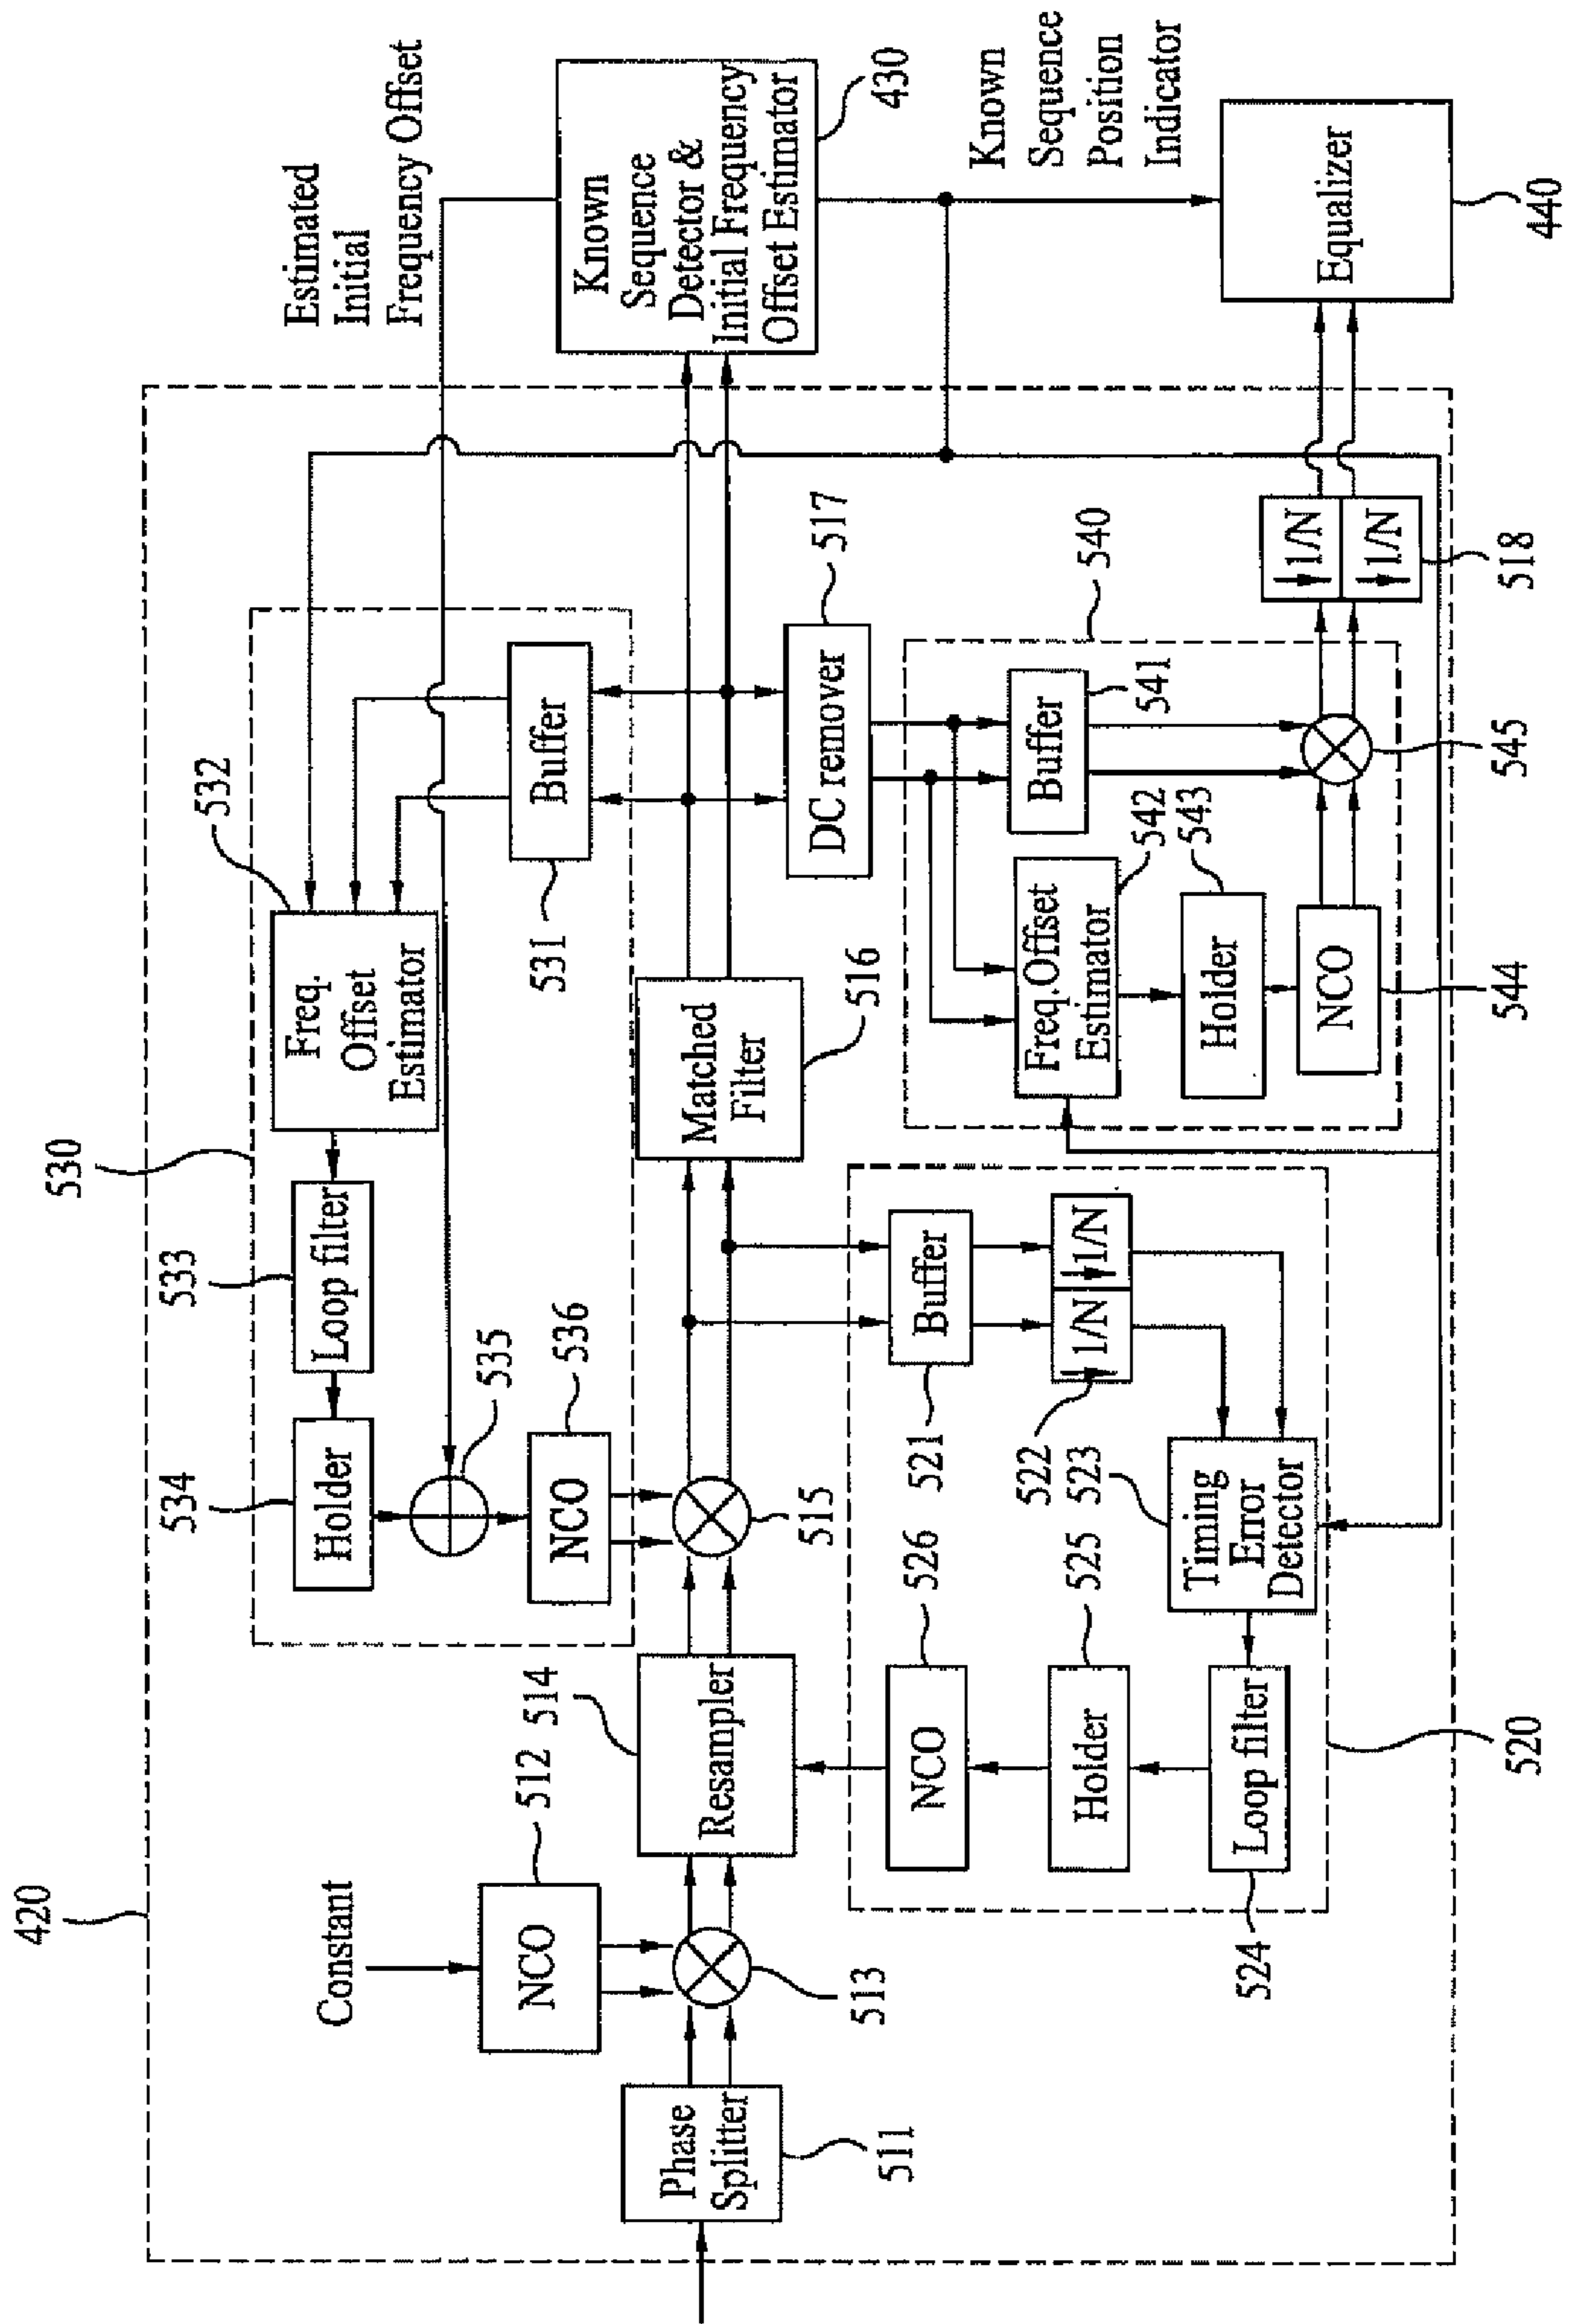 420
530
Constant
NCO
512
Phase
Splitter
511
513
Resampler
514
534
Holder
533
Loop filter
532
Freq.
Offset
Estimator
535
NCO
536
515
531
Buffer
Estimated
Initial
Frequency Offset
Known
Sequence
Detector &
Initial Frequency
Offset Estimator
430
Matched
Filter
516
DC remover
517
Known
Sequence
Position
Indicator
Equalizer
440
NCO
526
Holder
525
Loop filter
524
Timing
Error
Detector
523
522
521
Buffer
1/N
1/N
520
540
Buffer
541
Freq.Offset
Estimator
542
Holder
543
NCO
544
545
1/N
1/N
518